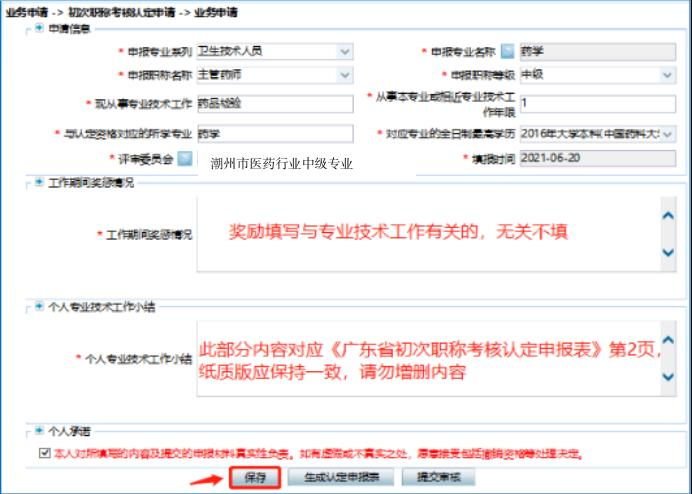 业务申请 -> 初次职称考核认定申请 -> 业务申请
申请信息
* 申报专业系列 卫生技术人员 * 申报专业名称 药学
* 申报职称名称 主管药师 * 申报职称等级 中级
* 现从事专业技术工作 药品检验 * 从事本专业或相近专业技术工作年限 1
* 与认定资格对应的所学专业 药学 * 对应专业的全日制最高学历 2016年大学本科(中国药科大
* 评审委员会 潮州市医药行业中级专业 * 填报时间 2021-06-20
工作期间奖惩情况
* 工作期间奖惩情况 奖励填写与专业技术工作有关的，无关不填
个人专业技术工作小结
* 个人专业技术工作小结 此部分内容对应《广东省初次职称考核认定申报表》第2页，
纸质版应保持一致，请勿增删内容
个人承诺
本人对所填写的内容及提交的申报材料真实性负责。如有虚假或不真实之处，愿意接受包括撤销资格等处理决定。
保存 生成认定申报表 提交审核